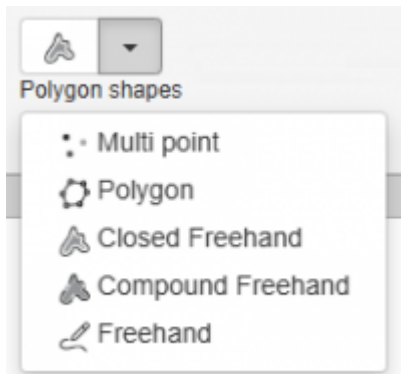 Polygon shapes
Multi point
Polygon
Closed Freehand
Compound Freehand
Freehand